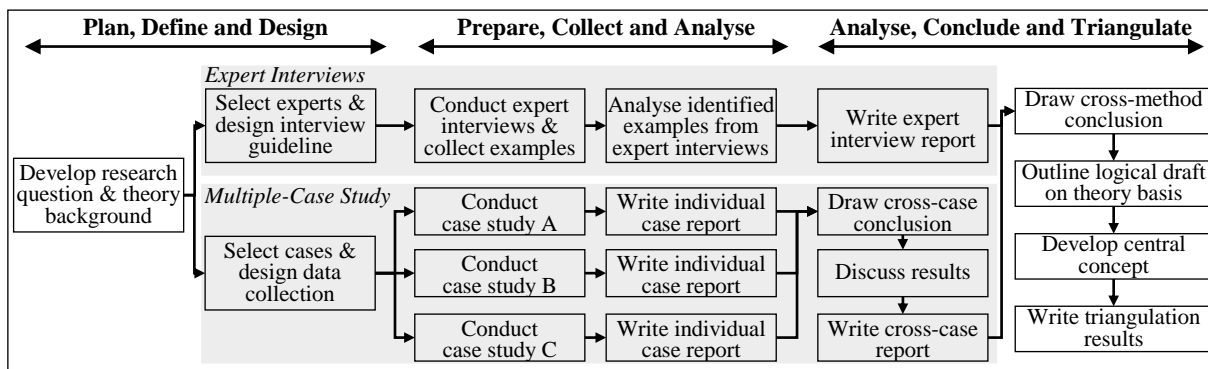 Plan, Define and Design
Prepare, Collect and Analyse
Analyse, Conclude and Triangulate
Expert Interviews
Select experts &
design interview
guideline
Conduct expert
interviews &
collect examples
Analyse identified
examples from
expert interviews
Write expert
interview report
Draw cross-method
conclusion
Develop research
question & theory
background
Outline logical draft
on theory basis
Multiple-Case Study
Select cases &
design data
collection
Conduct
case study A
Write individual
case report
Draw cross-case
conclusion
Conduct
case study B
Write individual
case report
Discuss results
Develop central
concept
Conduct
case study C
Write individual
case report
Write cross-case
report
Write triangulation
results